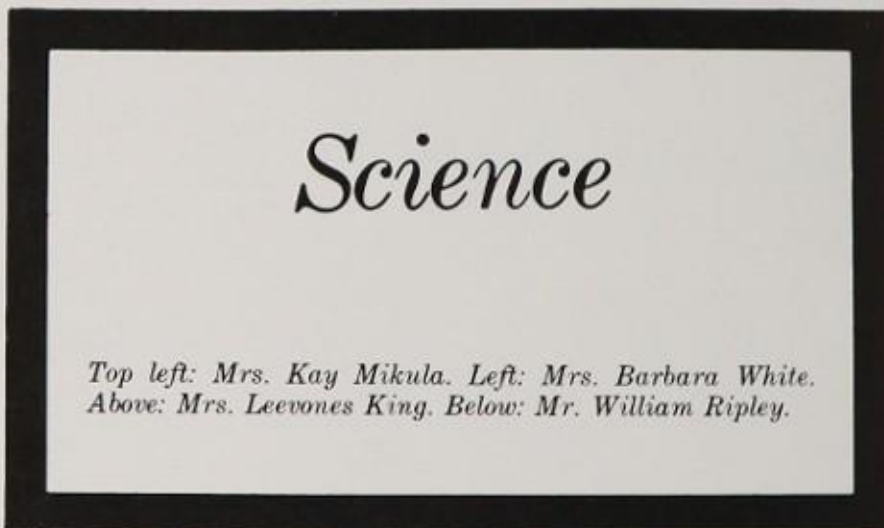 Science
Top left: Mrs. Kay Mikula. Left: Mrs. Barbara White.
Above: Mrs. Leevones King. Below: Mr. William Ripley.